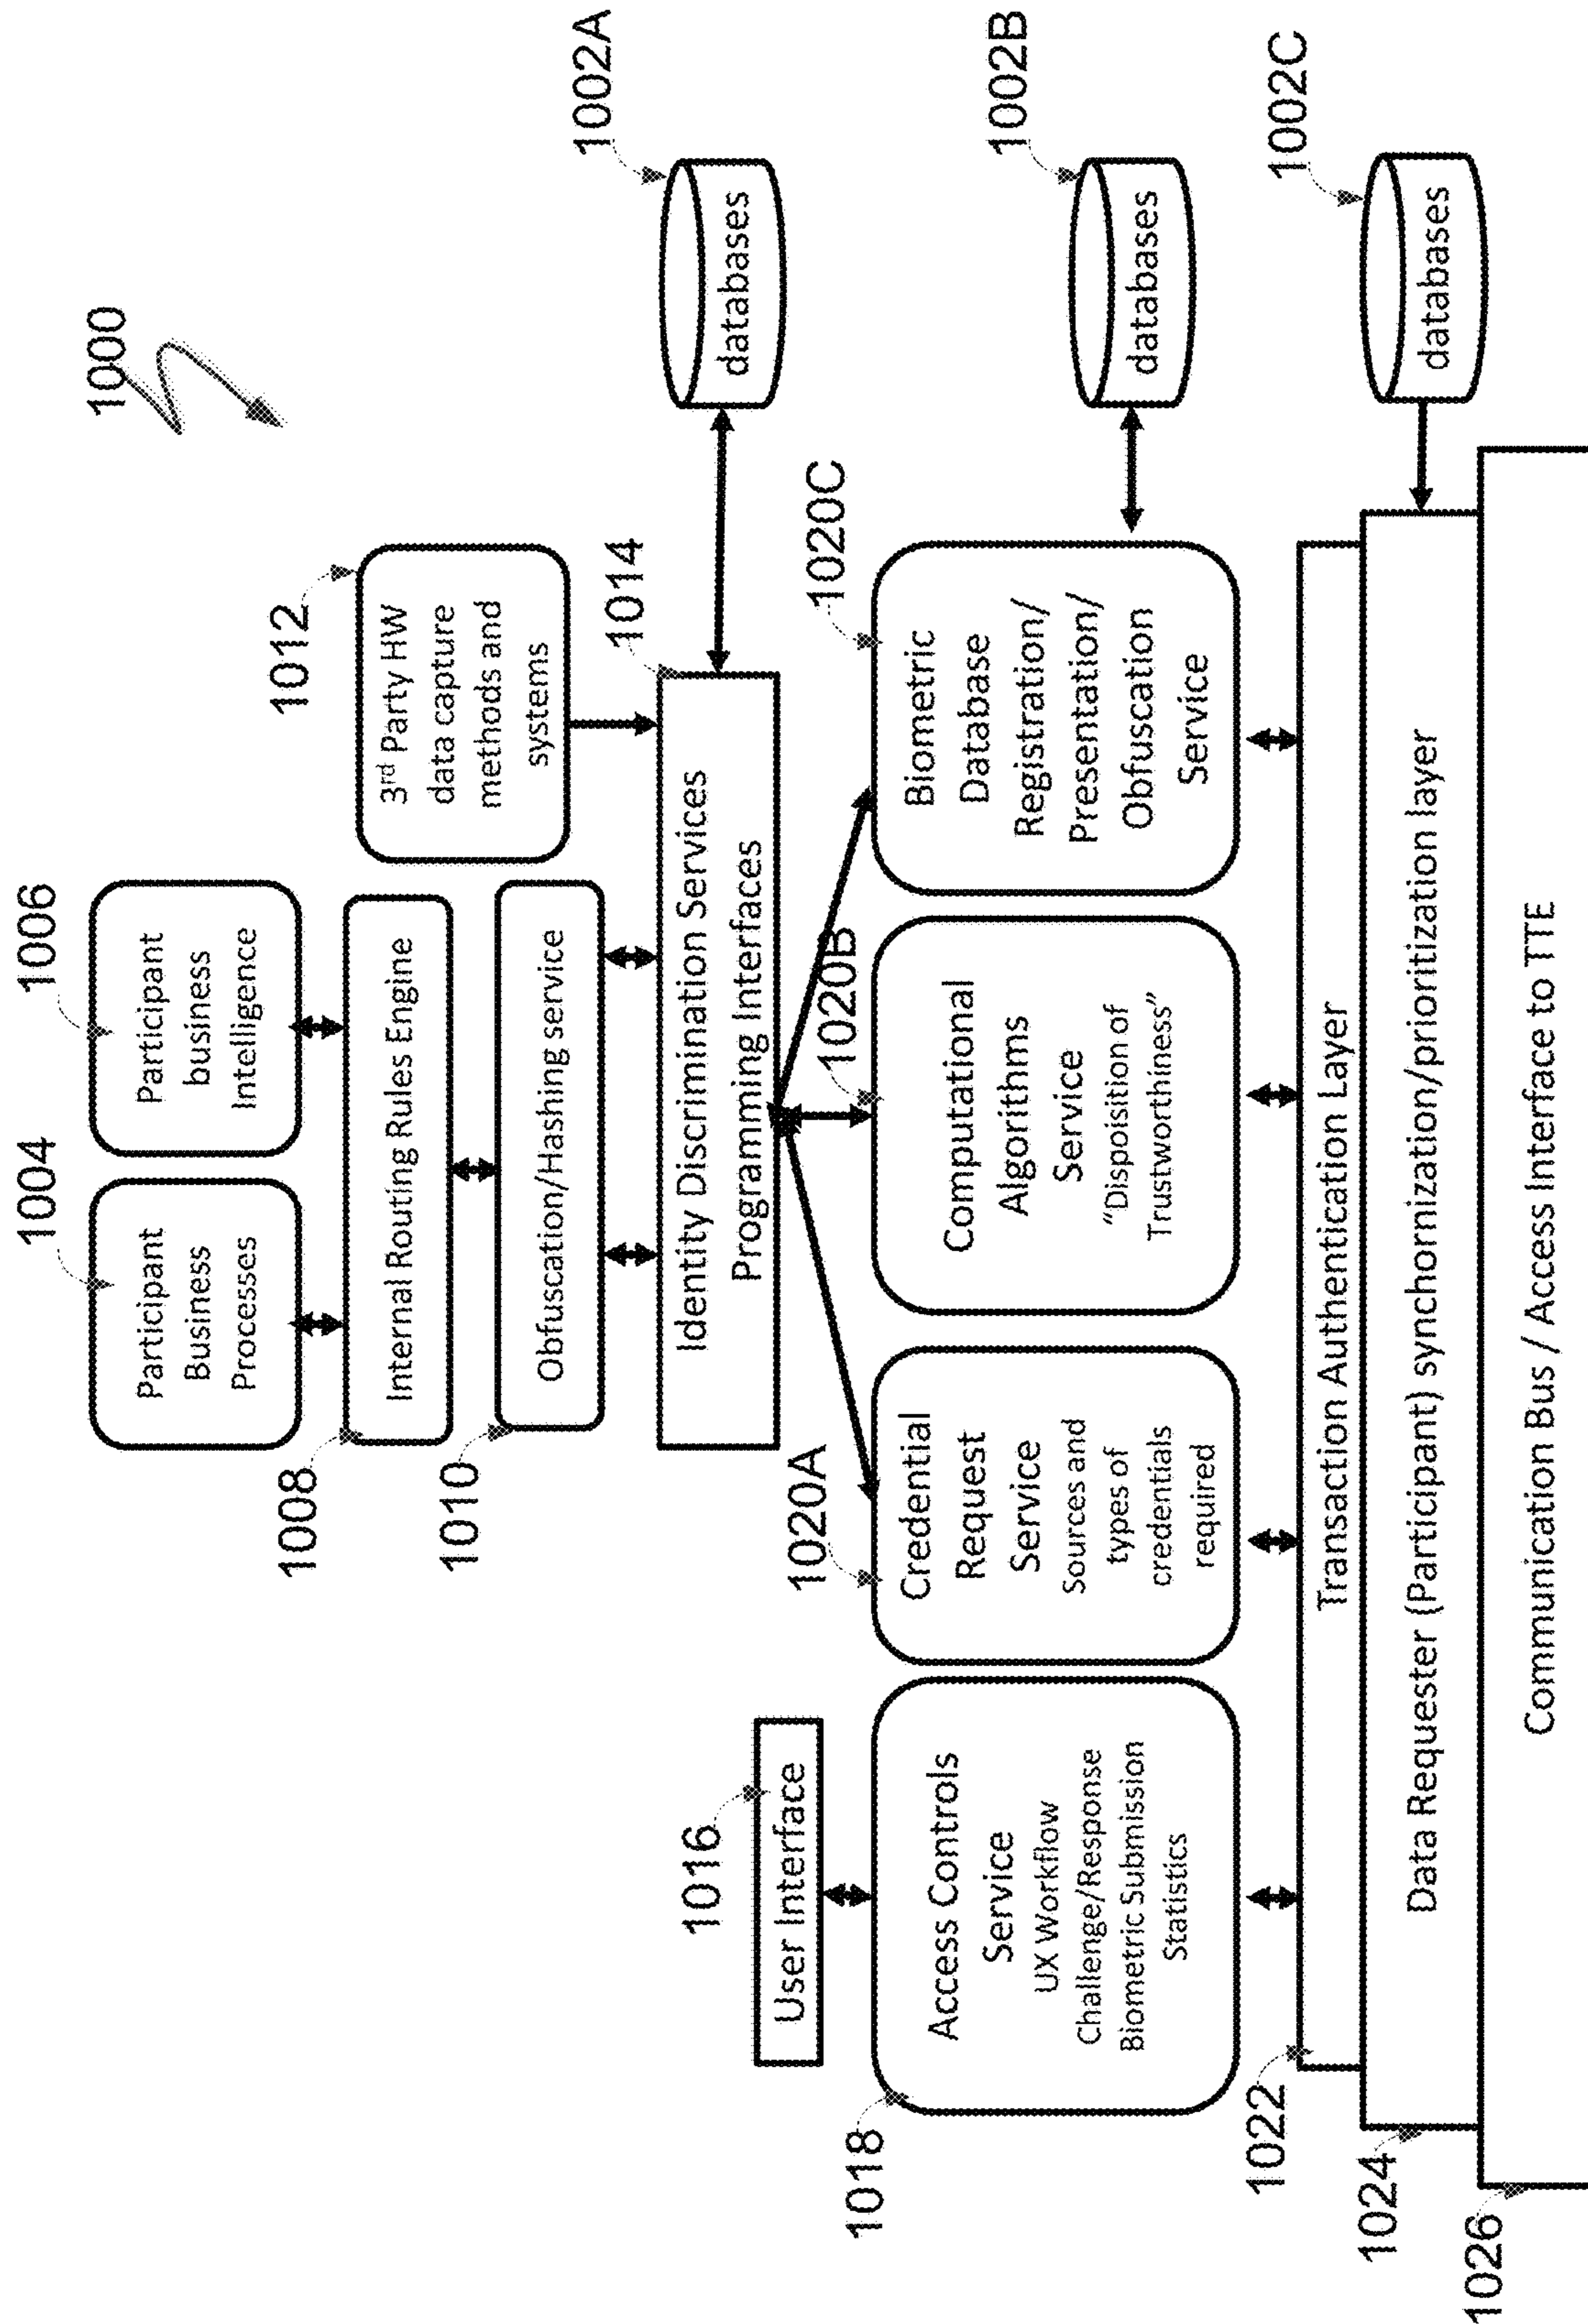 1000
1004
1006
Participant
Business
Processes
Participant
business
Intelligence
1008
Internal Routing Rules Engine
1012
3rd Party HW
data capture
methods and
systems
1010
Obfuscation/Hashing service
1014
Identity Discrimination Services
Programming Interfaces
1002A
databases
1016
User Interface
1018
Access Controls
Service
UX Workflow
Challenge/Response
Biometric Submission
Statistics
1020A
Credential
Request
Service
Sources and
types of
credentials
required
1020B
Computational
Algorithms
Service
“Dispoisition of
Trustworthiness”
1020C
Biometric
Database
Registration/
Presentation/
Obfuscation
Service
1002B
databases
1022
Transaction Authentication Layer
1002C
databases
1024
Data Requester (Participant) synchornization/prioritization layer
1026
Communication Bus / Access Interface to TTE